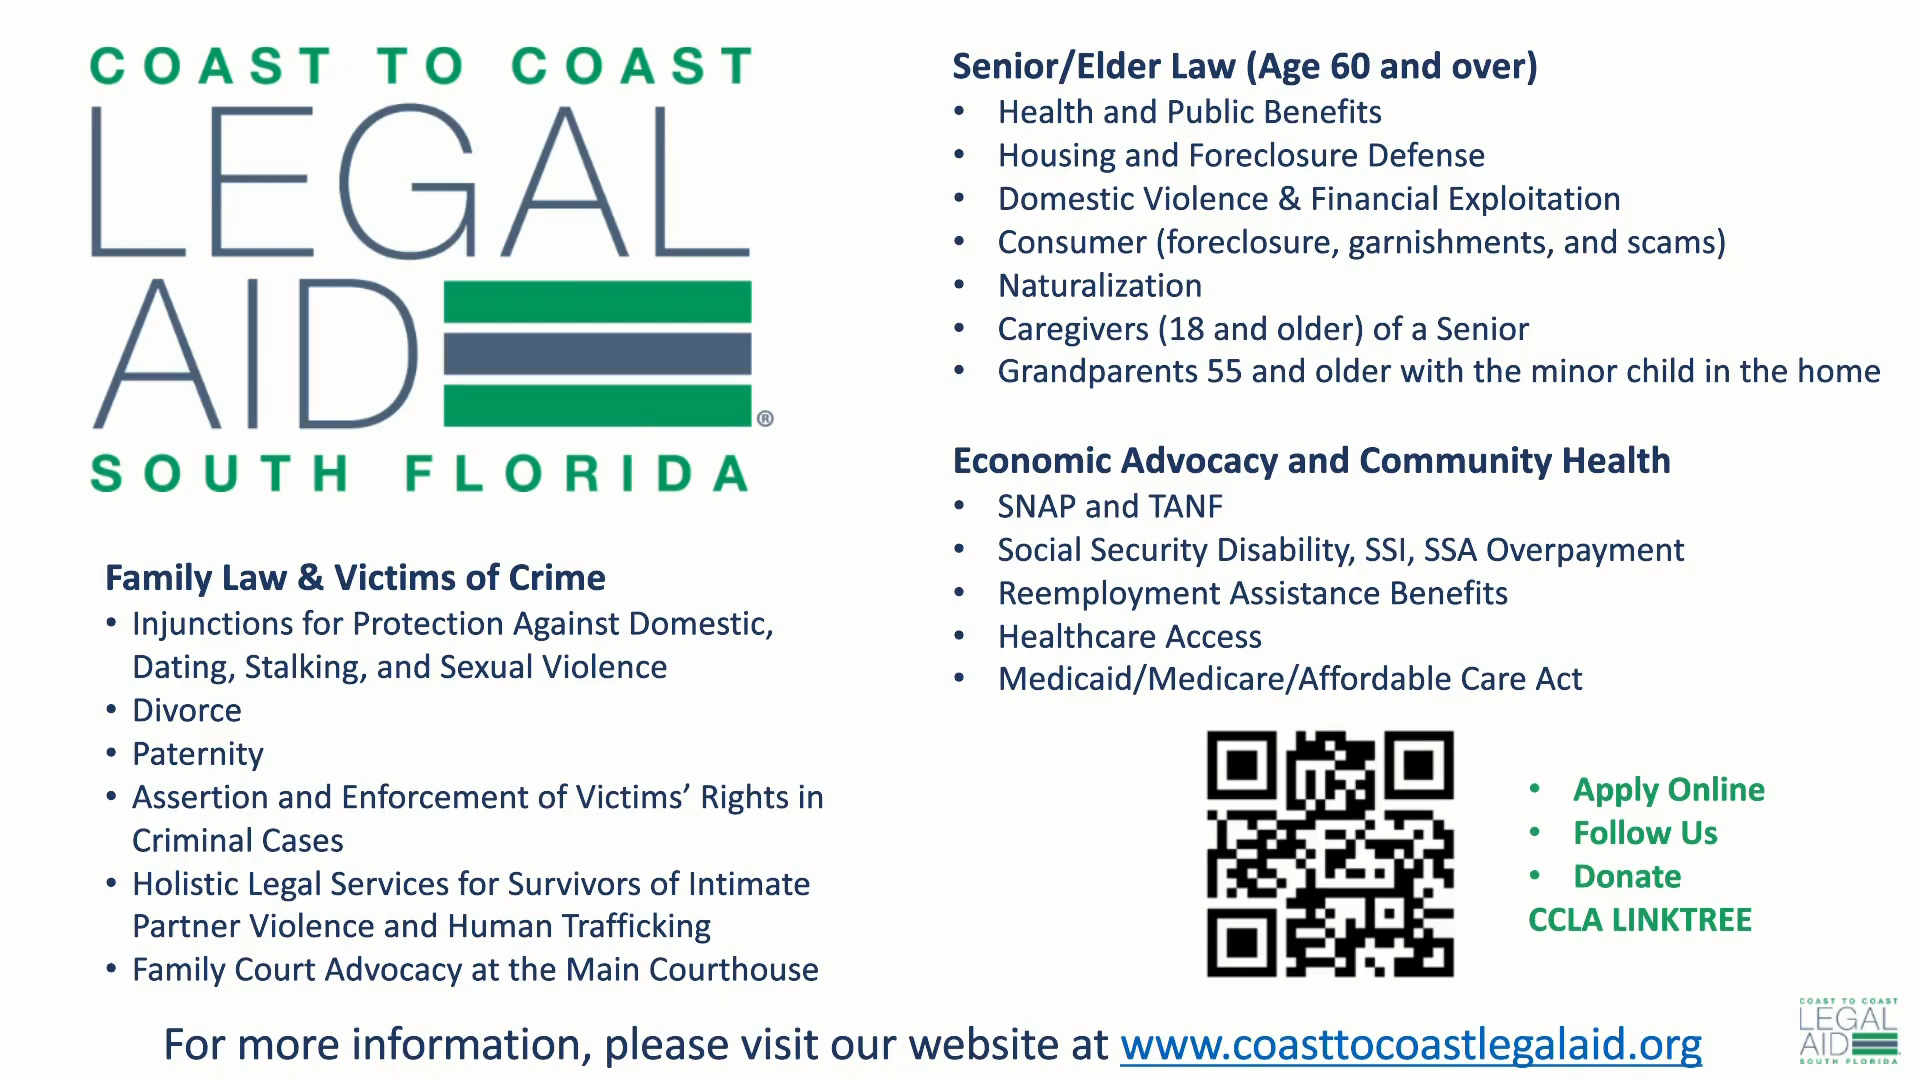 COAST TO COAST
LEGAL
AID
®
SOUTH FLORIDA
Family Law & Victims of Crime
• Injunctions for Protection Against Domestic,
Dating, Stalking, and Sexual Violence
• Divorce
• Paternity
• Assertion and Enforcement of Victims’ Rights in
Criminal Cases
• Holistic Legal Services for Survivors of Intimate
Partner Violence and Human Trafficking
• Family Court Advocacy at the Main Courthouse
Senior/Elder Law (Age 60 and over)
• Health and Public Benefits
• Housing and Foreclosure Defense
• Domestic Violence & Financial Exploitation
• Consumer (foreclosure, garnishments, and scams)
• Naturalization
• Caregivers (18 and older) of a Senior
• Grandparents 55 and older with the minor child in the home
Economic Advocacy and Community Health
• SNAP and TANF
• Social Security Disability, SSI, SSA Overpayment
• Reemployment Assistance Benefits
• Healthcare Access
• Medicaid/Medicare/Affordable Care Act
• Apply Online
• Follow Us
• Donate
CCLA LINKTREE
For more information, please visit our website at www.coasttocoastlegalaid.org
COAST TO COAST
LEGAL
AID
SOUTH FLORIDA